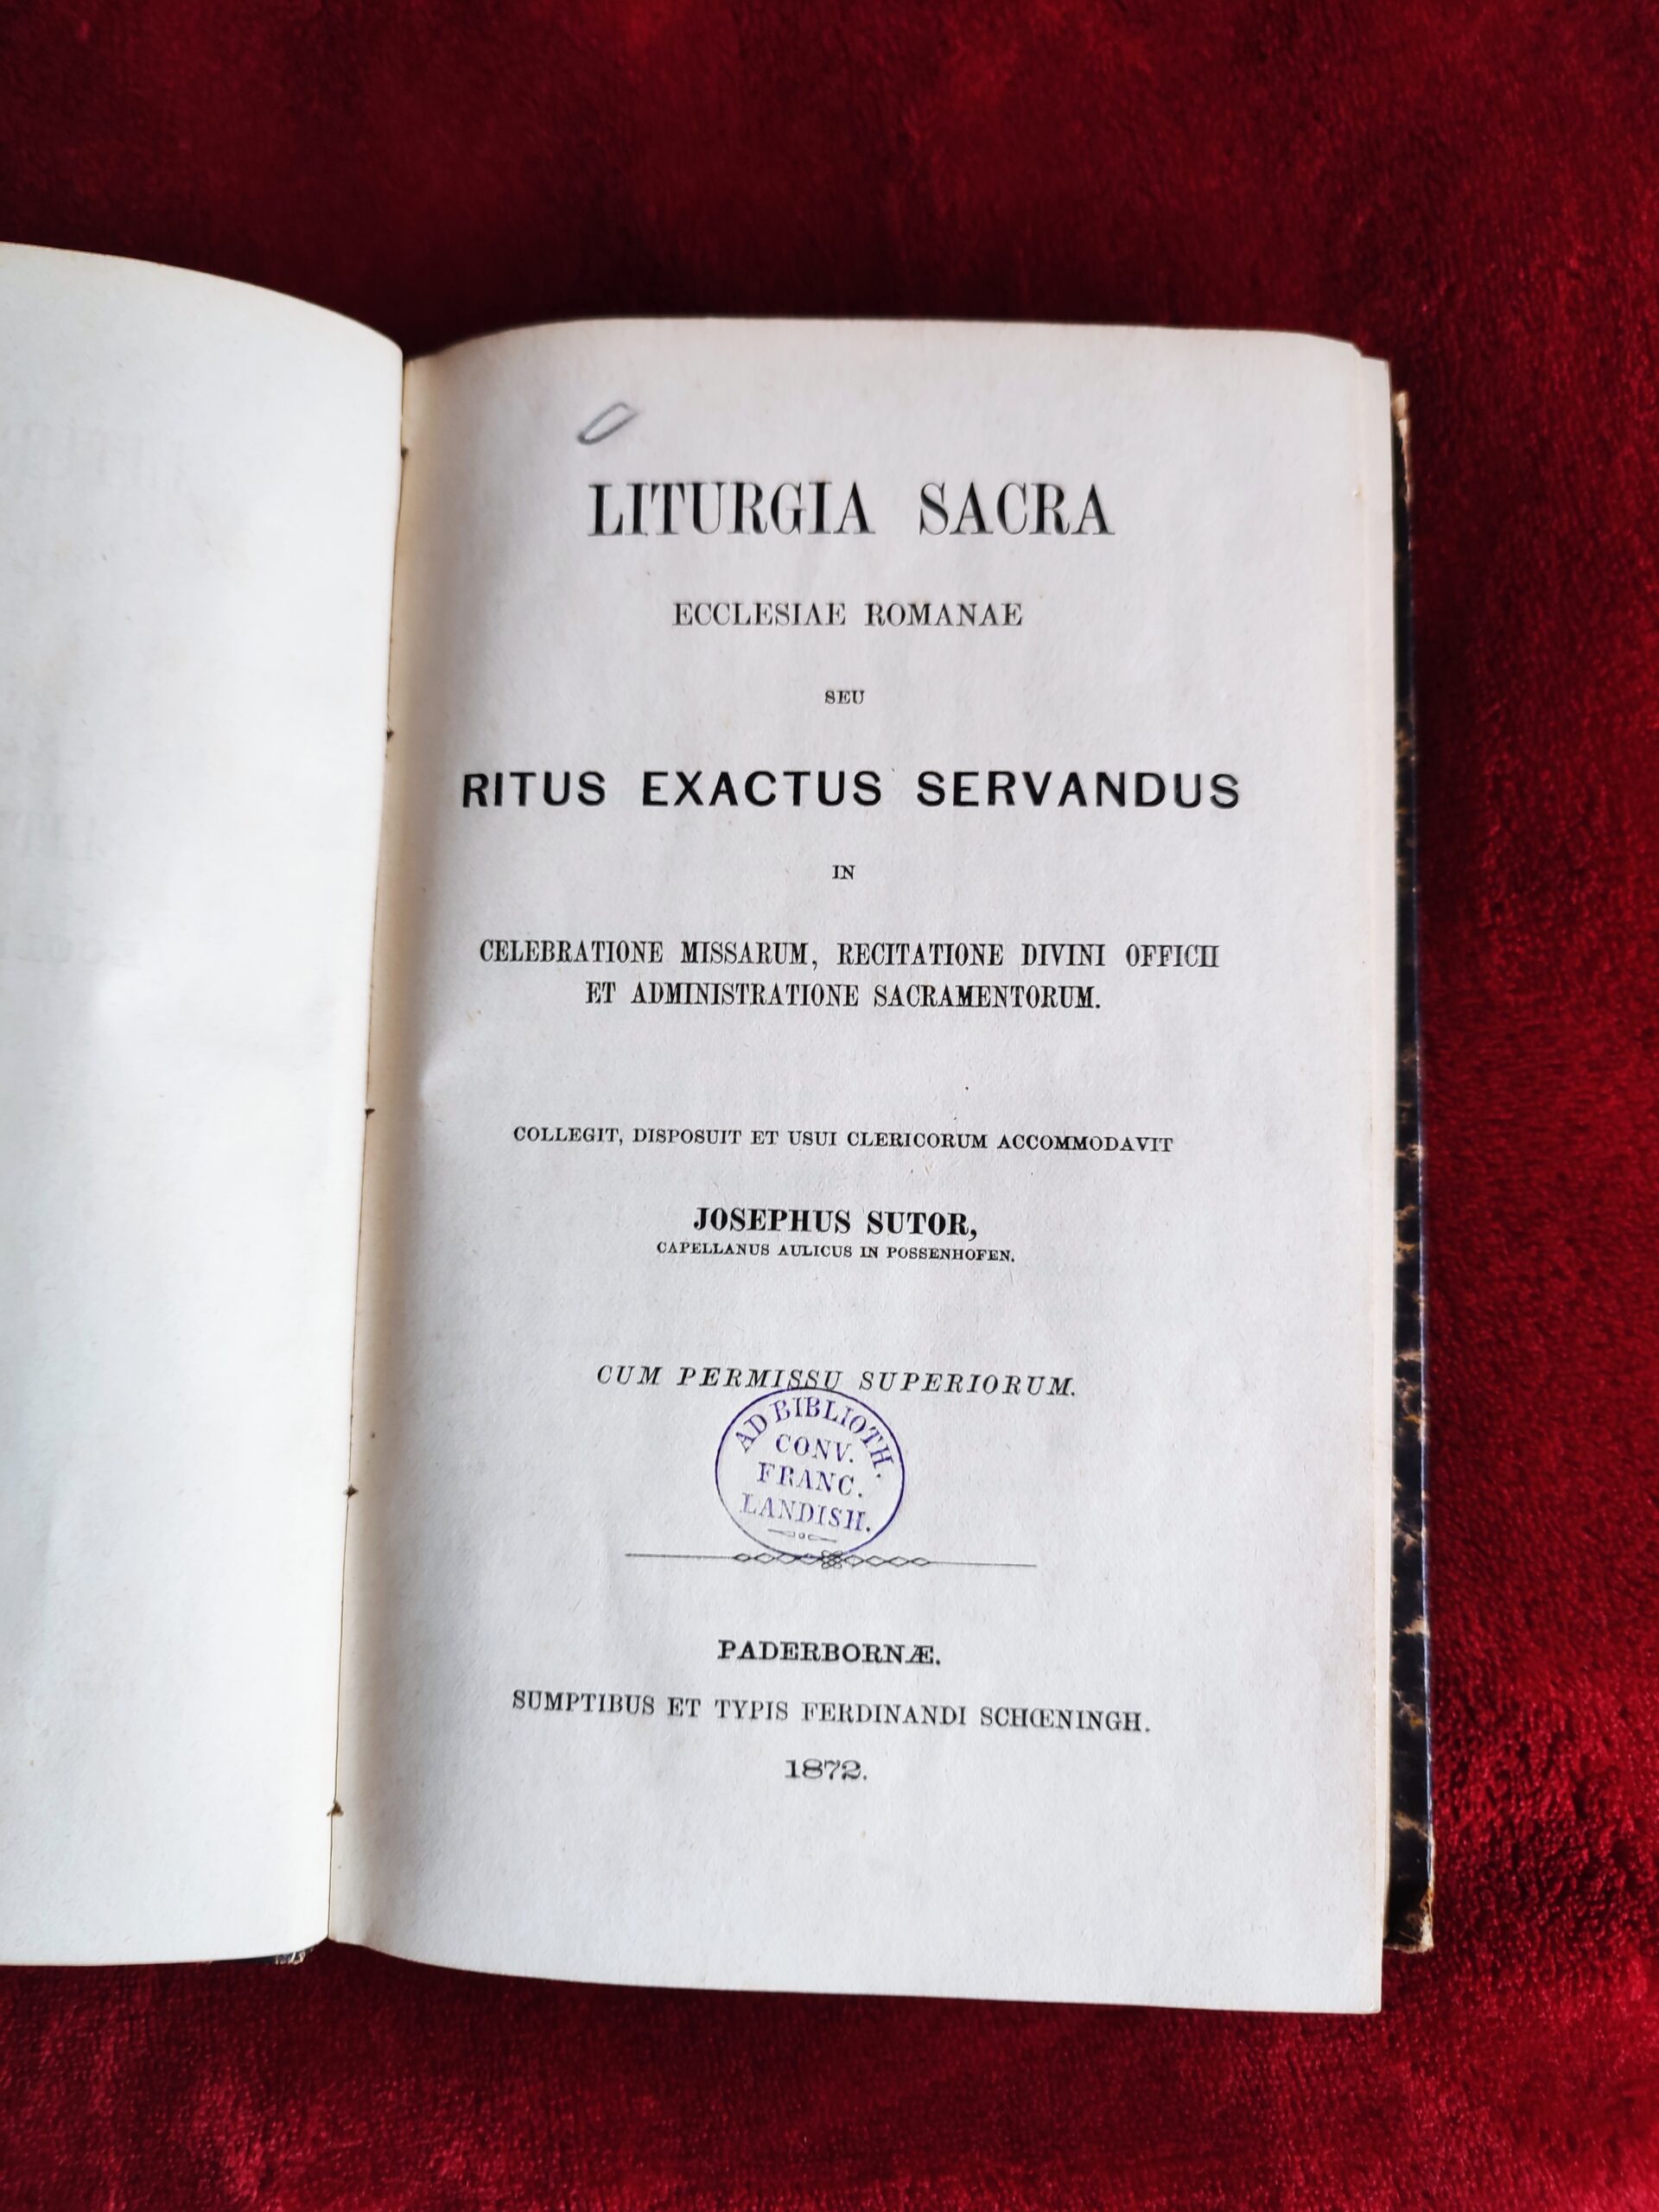 LITURGIA SACRA
ECCLESIAE ROMANAE
SEU
RITUS EXACTUS SERVANDUS
IN
CELEBRATIONE MISSARUM, RECITATIONE DIVINI OFFICII
ET ADMINISTRATIONE SACRAMENTORUM.
COLLEGIT, DISPOSUIT ET USUI CLERICORUM ACCOMMODAVIT
JOSEPHUS SUTOR,
CAPELLANUS AULICUS IN POSSENHOFEN.
CUM PERMISSU SUPERIORUM.
AD BIBLIOTH.
CONV.
FRANC.
LANDISH.
PADERBORNÆ.
SUMPTIBUS ET TYPIS FERDINANDI SCHŒNINGH.
1872.